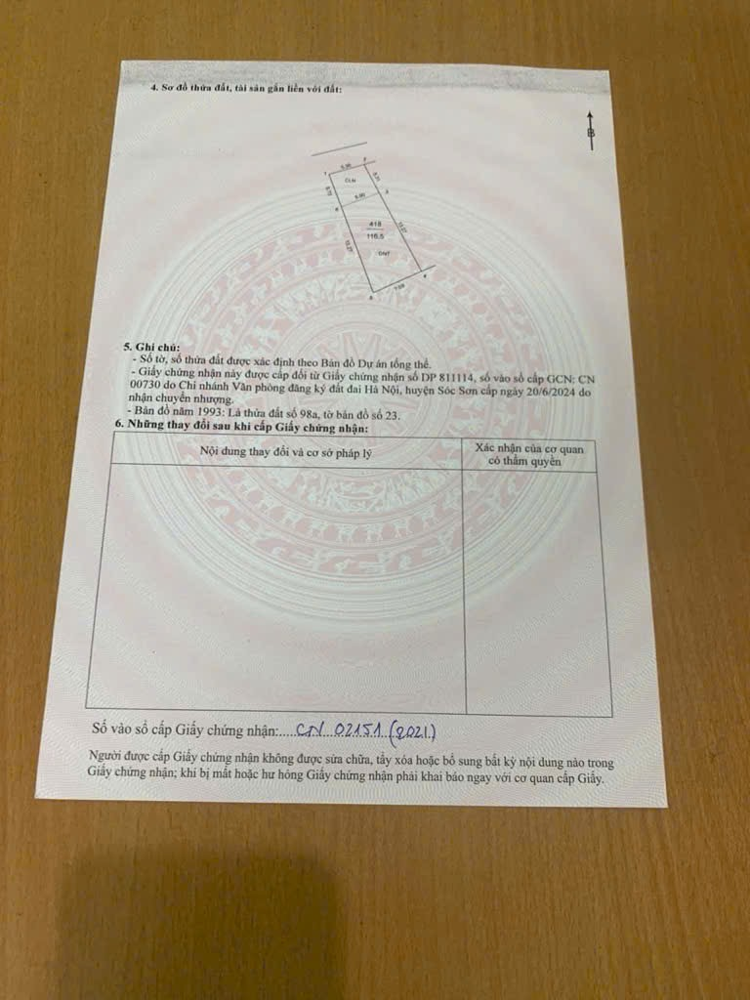 4. Sơ đồ thửa đất, tài sản gắn liền với đất:
B
1
2
CLN
3
6
418
116.5
ONT
4
5
5. Ghi chú:
- Số tờ, số thửa đất được xác định theo Bản đồ Dự án tổng thể.
- Giấy chứng nhận này được cấp đổi từ Giấy chứng nhận số DP 811114, số vào sổ cấp GCN: CN
00730 do Chi nhánh Văn phòng đăng ký đất đai Hà Nội, huyện Sóc Sơn cấp ngày 20/6/2024 do
nhận chuyển nhượng.
- Bản đồ năm 1993: Là thửa đất số 98a, tờ bản đồ số 23.
6. Những thay đổi sau khi cấp Giấy chứng nhận:
Nội dung thay đổi và cơ sở pháp lý
Xác nhận của cơ quan
có thẩm quyền
Số vào sổ cấp Giấy chứng nhận:.....CN 02151 (2021)
Người được cấp Giấy chứng nhận không được sửa chữa, tẩy xóa hoặc bổ sung bất kỳ nội dung nào trong
Giấy chứng nhận; khi bị mất hoặc hư hỏng Giấy chứng nhận phải khai báo ngay với cơ quan cấp Giấy.